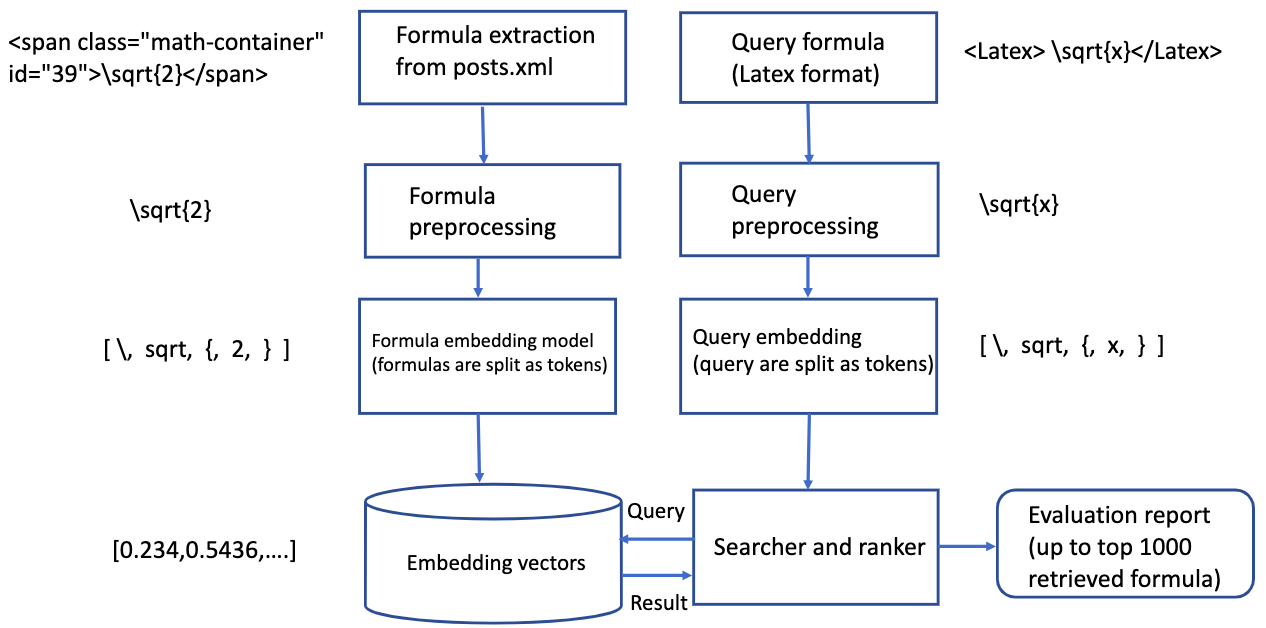 <span class="math-container"
id="39">\sqrt{2}</span>
Formula extraction
from posts.xml
Query formula
(Latex format)
<Latex> \sqrt{x}</Latex>
\sqrt{2}
Formula
preprocessing
Query
preprocessing
\sqrt{x}
[ \, sqrt, {, 2, } ]
Formula embedding model
(formulas are split as tokens)
Query embedding
(query are split as tokens)
[ \, sqrt, {, x, } ]
[0.234,0.5436,....]
Embedding vectors
Query
Result
Searcher and ranker
Evaluation report
(up to top 1000
retrieved formula)